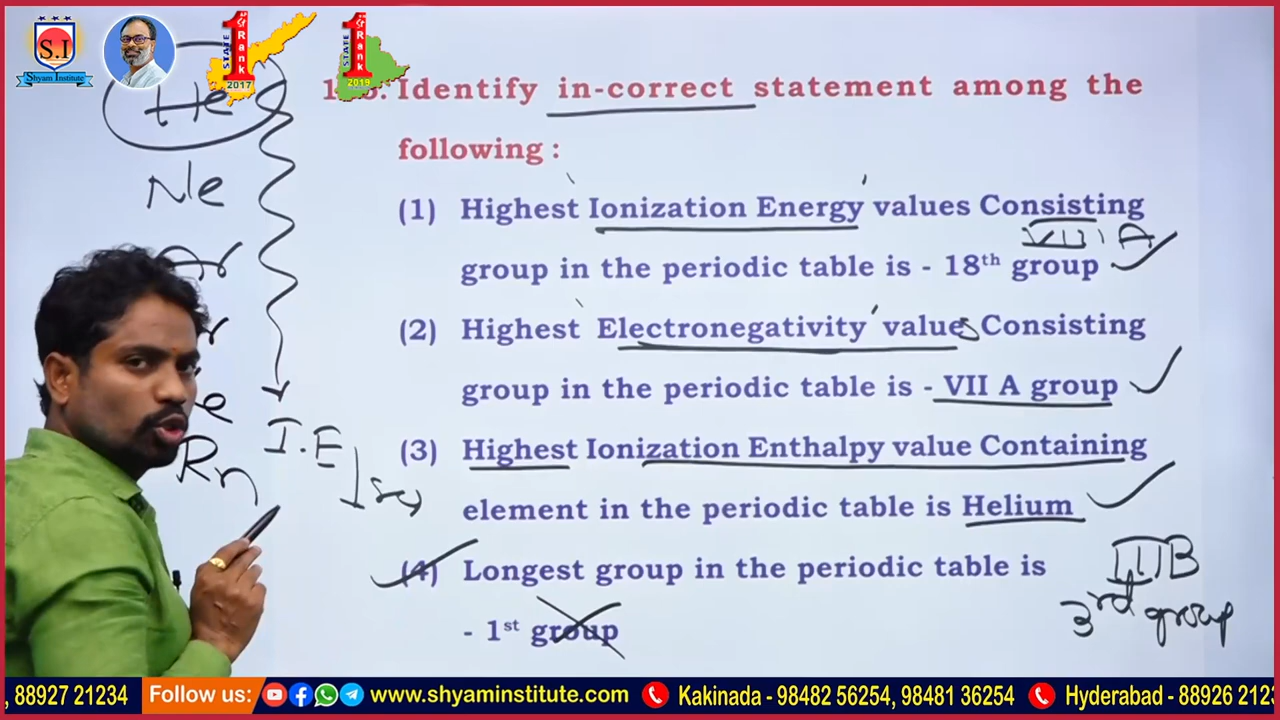 S.I
Shyam Institute
STATE 1st Rank 2017
STATE 1st Rank 2019
He
Ne
Ar
Rn
I.E
Identify in-correct statement among the
following :
(1) Highest Ionization Energy values Consisting
VIII A
group in the periodic table is - 18th group
(2) Highest Electronegativity values Consisting
group in the periodic table is - VII A group
(3) Highest Ionization Enthalpy value Containing
element in the periodic table is Helium
(4) Longest group in the periodic table is
- 1st group
III B
3rd group
, 88927 21234 Follow us: www.shyaminstitute.com Kakinada - 98482 56254, 98481 36254 Hyderabad - 88926 2123